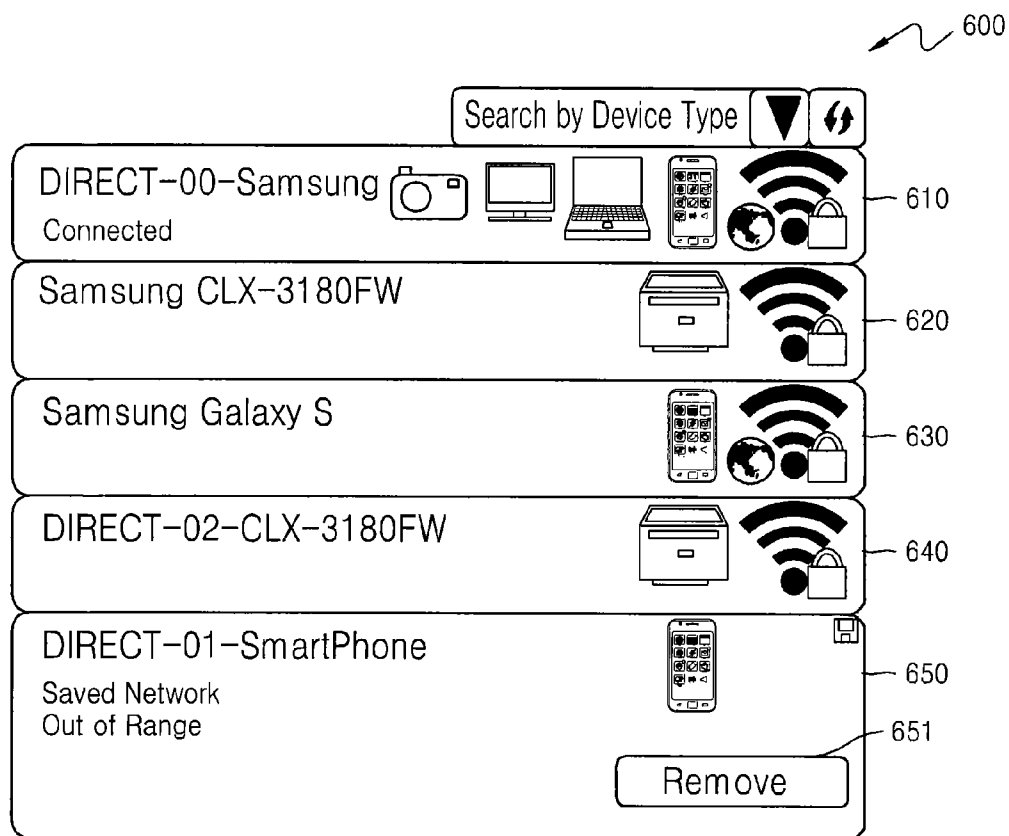 600
Search by Device Type
DIRECT-00-Samsung
Connected
610
Samsung CLX-3180FW
620
Samsung Galaxy S
630
DIRECT-02-CLX-3180FW
640
DIRECT-01-SmartPhone
Saved Network
Out of Range
650
651
Remove